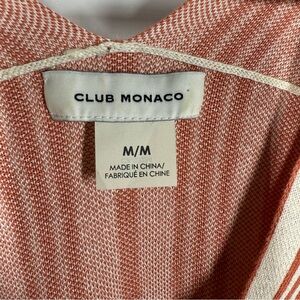 CLUB MONACO
M/M
MADE IN CHINA/
FABRIQUÉ EN CHINE